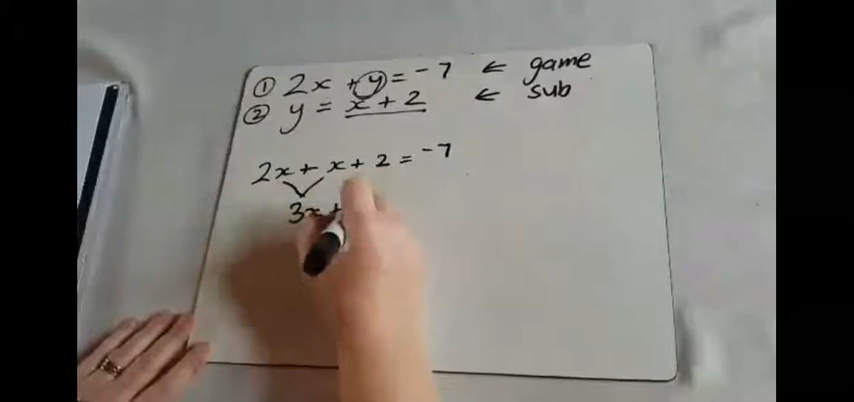 ① 2x + y = -7 ← game
② y = x + 2 ← sub
2x + x + 2 = -7
3x +